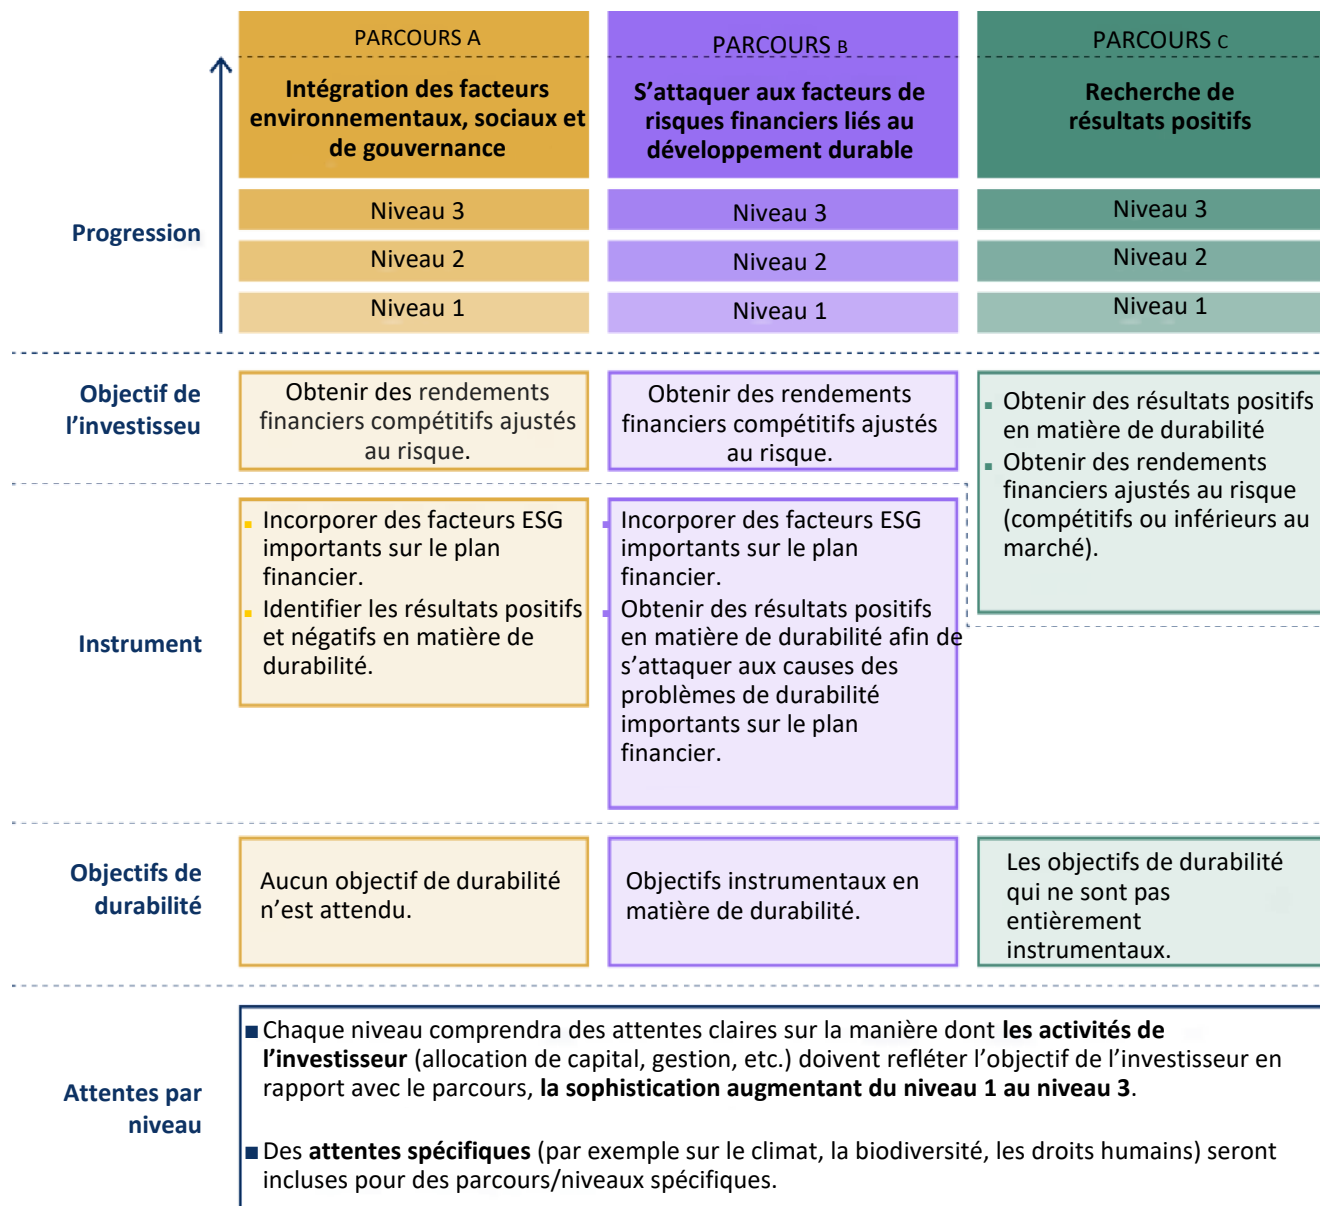 PARCOURS A
Intégration des facteurs
environnementaux, sociaux et
de gouvernance
PARCOURS B
S’attaquer aux facteurs de
risques financiers liés au
développement durable
PARCOURS C
Recherche de
résultats positifs
Progression
Niveau 3
Niveau 3
Niveau 3
Niveau 2
Niveau 2
Niveau 2
Niveau 1
Niveau 1
Niveau 1
Objectif de
l’investisseu
Obtenir des rendements
financiers compétitifs ajustés
au risque.
Obtenir des rendements
financiers compétitifs ajustés
au risque.
▪ Obtenir des résultats positifs
en matière de durabilité
▪ Obtenir des rendements
financiers ajustés au risque
(compétitifs ou inférieurs au
marché).
Instrument
▪ Incorporer des facteurs ESG
importants sur le plan
financier.
▪ Identifier les résultats positifs
et négatifs en matière de
durabilité.
▪ Incorporer des facteurs ESG
importants sur le plan
financier.
▪ Obtenir des résultats positifs
en matière de durabilité afin de
s’attaquer aux causes des
problèmes de durabilité
importants sur le plan
financier.
Objectifs de
durabilité
Aucun objectif de durabilité
n’est attendu.
Objectifs instrumentaux en
matière de durabilité.
Les objectifs de durabilité
qui ne sont pas
entièrement
instrumentaux.
Attentes par
niveau
■ Chaque niveau comprendra des attentes claires sur la manière dont les activités de
l’investisseur (allocation de capital, gestion, etc.) doivent refléter l’objectif de l’investisseur en
rapport avec le parcours, la sophistication augmentant du niveau 1 au niveau 3.
■ Des attentes spécifiques (par exemple sur le climat, la biodiversité, les droits humains) seront
incluses pour des parcours/niveaux spécifiques.